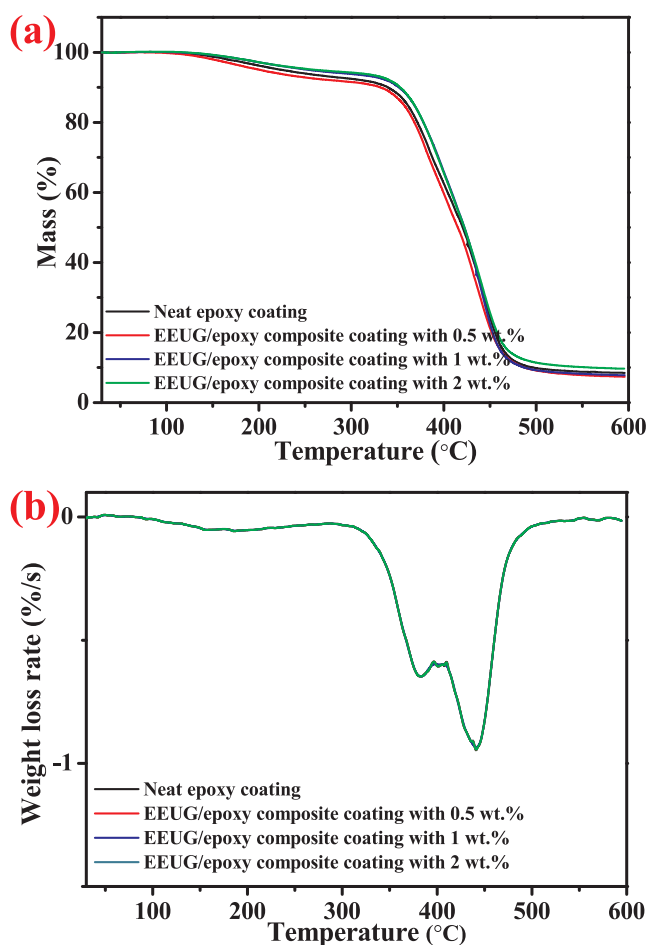 (a)
100
80
60
40
20
0
Mass (%)
Neat epoxy coating
EEUG/epoxy composite coating with 0.5 wt.%
EEUG/epoxy composite coating with 1 wt.%
EEUG/epoxy composite coating with 2 wt.%
100 200 300 400 500 600
Temperature (°C)
(b)
0
-1
Weight loss rate (%/s)
Neat epoxy coating
EEUG/epoxy composite coating with 0.5 wt.%
EEUG/epoxy composite coating with 1 wt.%
EEUG/epoxy composite coating with 2 wt.%
100 200 300 400 500 600
Temperature (°C)